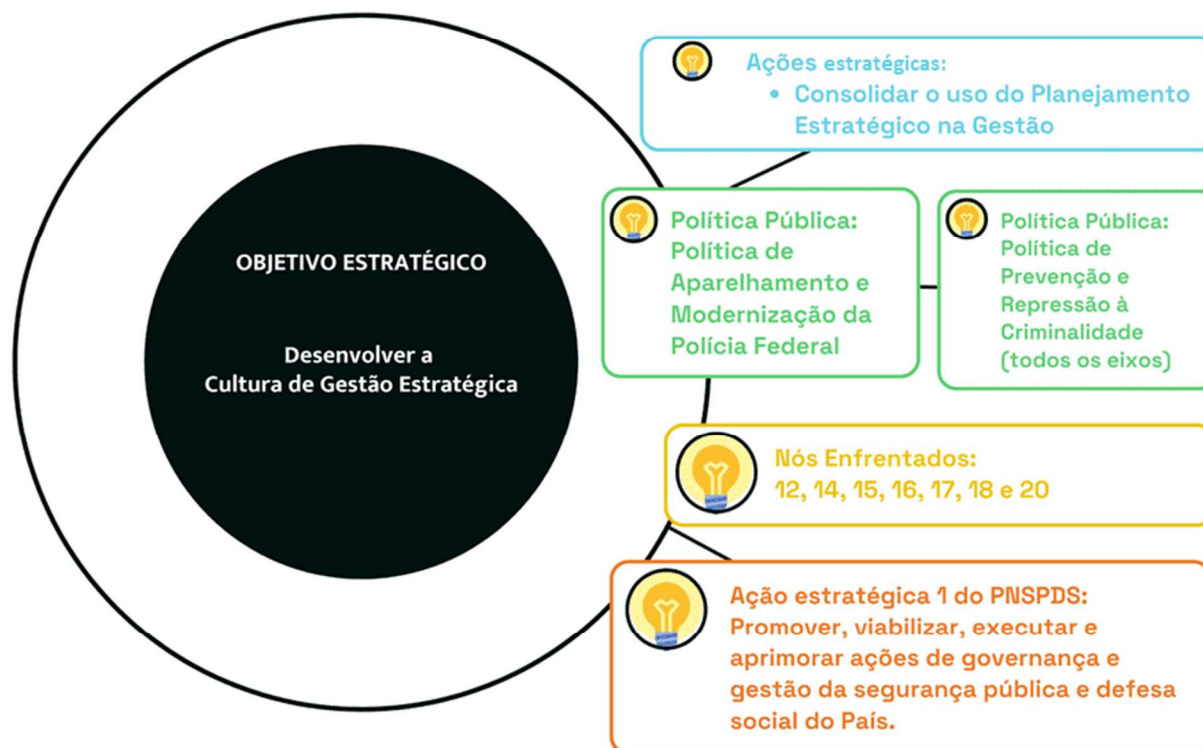 OBJETIVO ESTRATÉGICO
Desenvolver a
Cultura de Gestão Estratégica
Ações estratégicas:
• Consolidar o uso do Planejamento
Estratégico na Gestão
Política Pública:
Política de
Aparelhamento e
Modernização da
Polícia Federal
Política Pública:
Política de
Prevenção e
Repressão à
Criminalidade
(todos os eixos)
Nós Enfrentados:
12, 14, 15, 16, 17, 18 e 20
Ação estratégica 1 do PNSPDS:
Promover, viabilizar, executar e
aprimorar ações de governança e
gestão da segurança pública e defesa
social do País.